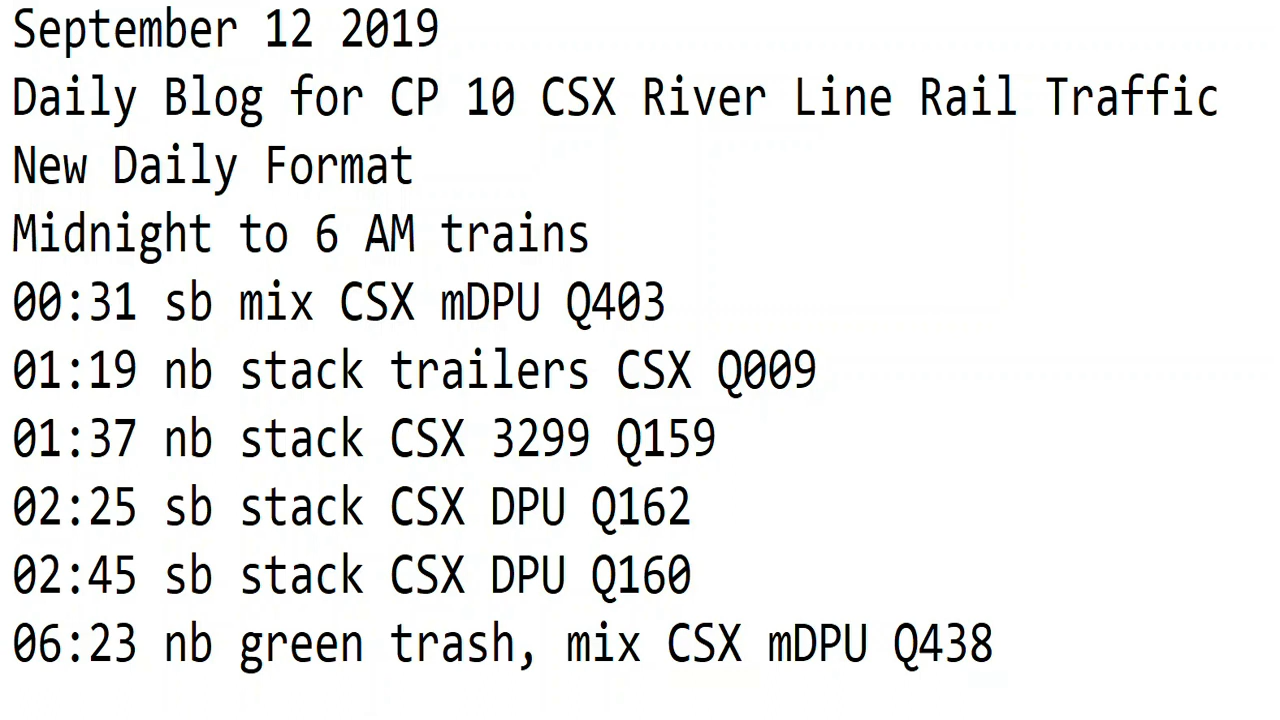 September 12 2019
Daily Blog for CP 10 CSX River Line Rail Traffic
New Daily Format
Midnight to 6 AM trains
00:31 sb mix CSX mDPU Q403
01:19 nb stack trailers CSX Q009
01:37 nb stack CSX 3299 Q159
02:25 sb stack CSX DPU Q162
02:45 sb stack CSX DPU Q160
06:23 nb green trash, mix CSX mDPU Q438